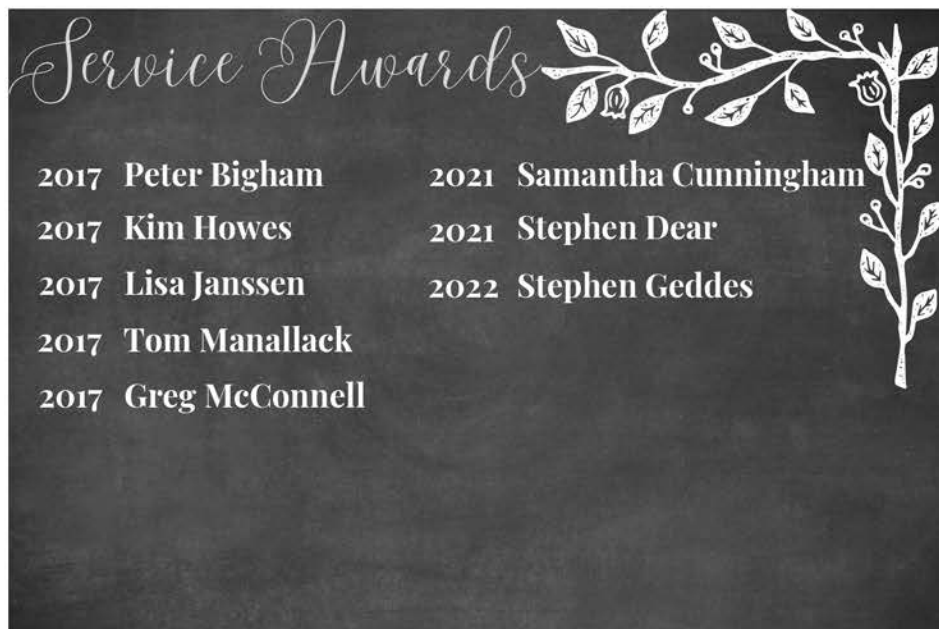 Service Awards
2017 Peter Bigham
2017 Kim Howes
2017 Lisa Janssen
2017 Tom Manallack
2017 Greg McConnell
2021 Samantha Cunningham
2021 Stephen Dear
2022 Stephen Geddes